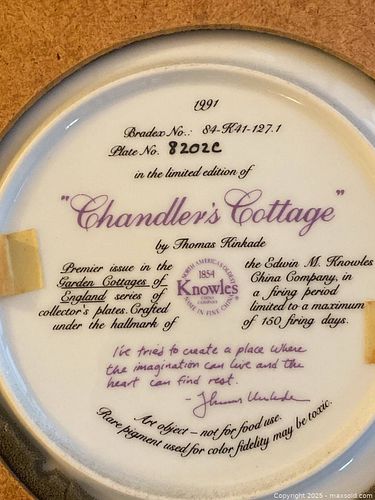 1991
Bradex No.: 84-K41-127.1
Plate No. 8202C
in the limited edition of
"Chandler's Cottage"
by Thomas Kinkade
Premier issue in the
Garden Cottages of
England series of
collector's plates. Crafted
under the hallmark of
NORTH AMERICA'S OLDEST
1854
Knowles
CHINA
COMPANY
NAME IN FINE CHINA
the Edwin M. Knowles
China Company, in
a firing period
limited to a maximum
of 150 firing days.
I've tried to create a place where
the imagination can live and the
heart can find rest.
- Thomas Kinkade
Art object – not for food use.
Rare pigment used for color fidelity may be toxic.
Copyright 2025 - maxsold.com